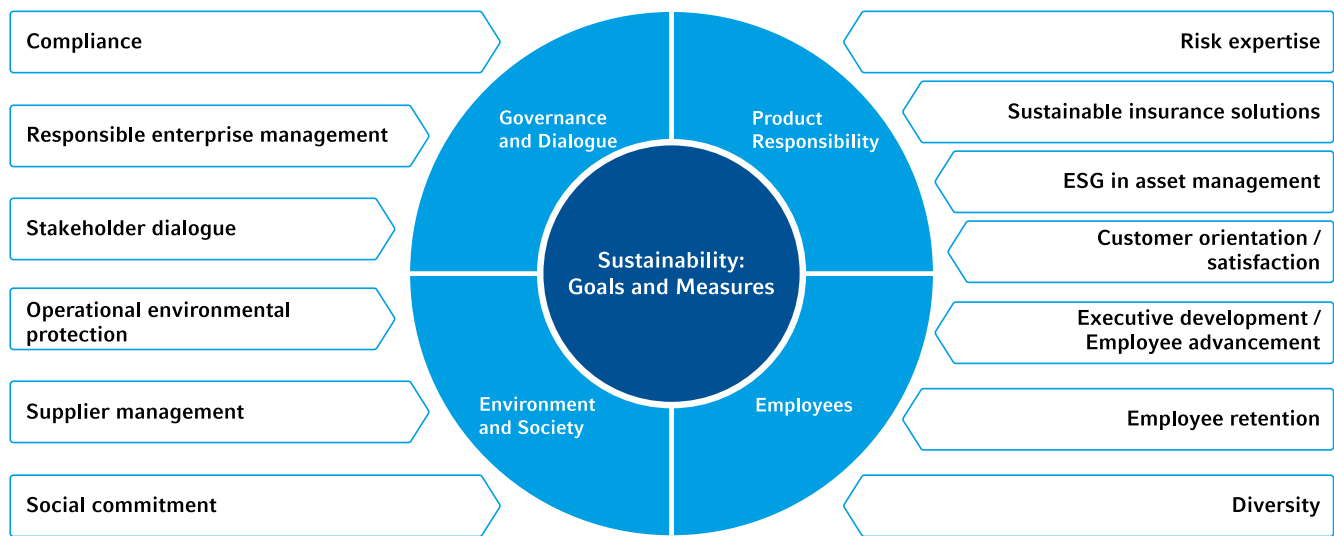 Compliance
Responsible enterprise management
Stakeholder dialogue
Operational environmental
protection
Supplier management
Social commitment
Governance
and Dialogue
Product
Responsibility
Sustainability:
Goals and Measures
Environment
and Society
Employees
Risk expertise
Sustainable insurance solutions
ESG in asset management
Customer orientation /
satisfaction
Executive development /
Employee advancement
Employee retention
Diversity